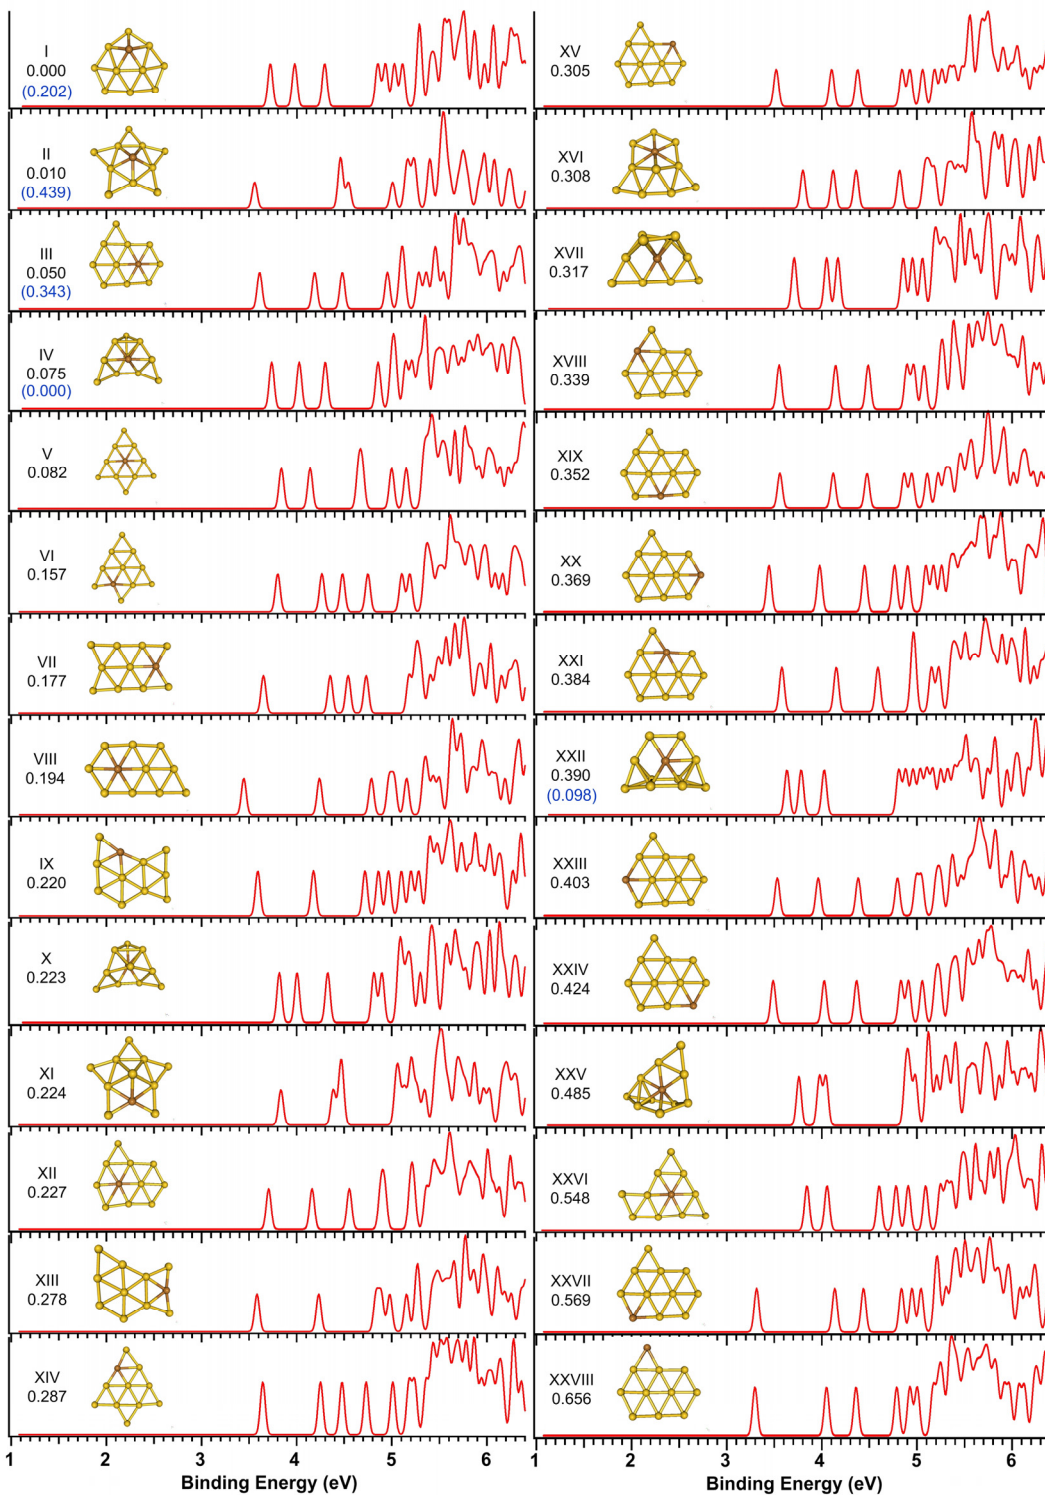 I
0.000
(0.202)
II
0.010
(0.439)
III
0.050
(0.343)
IV
0.075
(0.000)
V
0.082
VI
0.157
VII
0.177
VIII
0.194
IX
0.220
X
0.223
XI
0.224
XII
0.227
XIII
0.278
XIV
0.287
1 2 3 4 5 6
Binding Energy (eV)
XV
0.305
XVI
0.308
XVII
0.317
XVIII
0.339
XIX
0.352
XX
0.369
XXI
0.384
XXII
0.390
(0.098)
XXIII
0.403
XXIV
0.424
XXV
0.485
XXVI
0.548
XXVII
0.569
XXVIII
0.656
2 3 4 5 6
Binding Energy (eV)